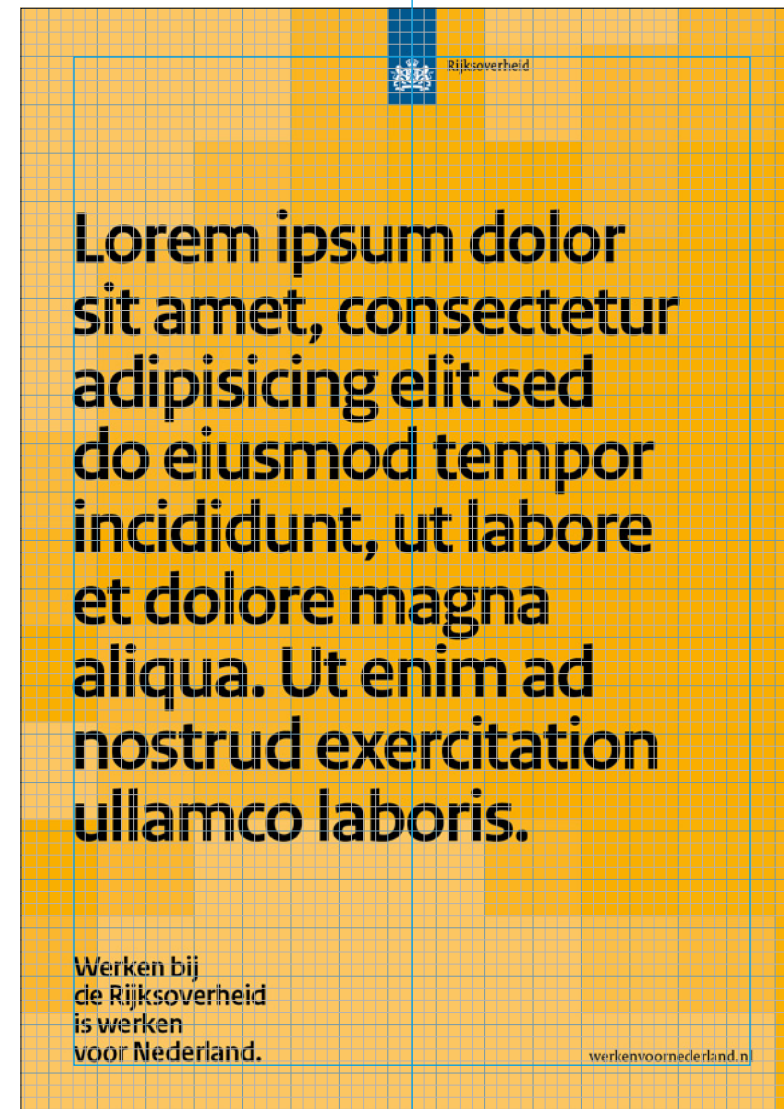 Rijksoverheid
Lorem ipsum dolor
sit amet, consectetur
adipisicing elit sed
do eiusmod tempor
incididunt, ut labore
et dolore magna
aliqua. Ut enim ad
nostrud exercitation
ullamco laboris.
Werken bij
de Rijksoverheid
is werken
voor Nederland.
werkenvoornederland.nl